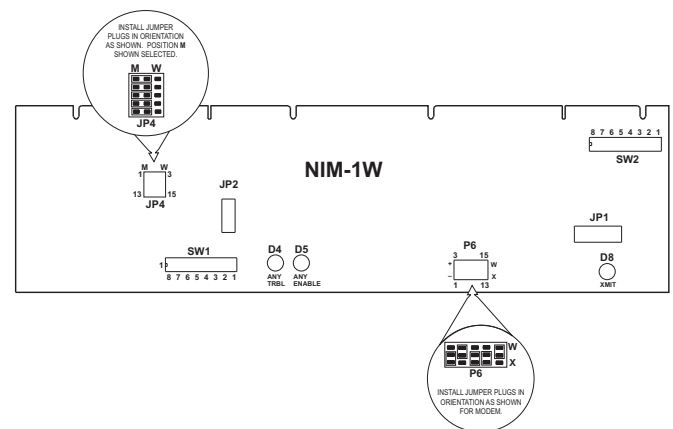 INSTALL JUMPER
PLUGS IN ORIENTATION
AS SHOWN. POSITION M
SHOWN SELECTED.
M W
JP4
M W
1 3
13 15
JP4
JP2
NIM-1W
8 7 6 5 4 3 2 1
SW2
JP1
SW1
1
8 7 6 5 4 3 2 1
D4 D5
ANY ANY
TRBL ENABLE
P6
3 15
+ W
– X
1 13
D8
XMIT
W
X
P6
INSTALL JUMPER PLUGS IN
ORIENTATION AS SHOWN
FOR MODEM.